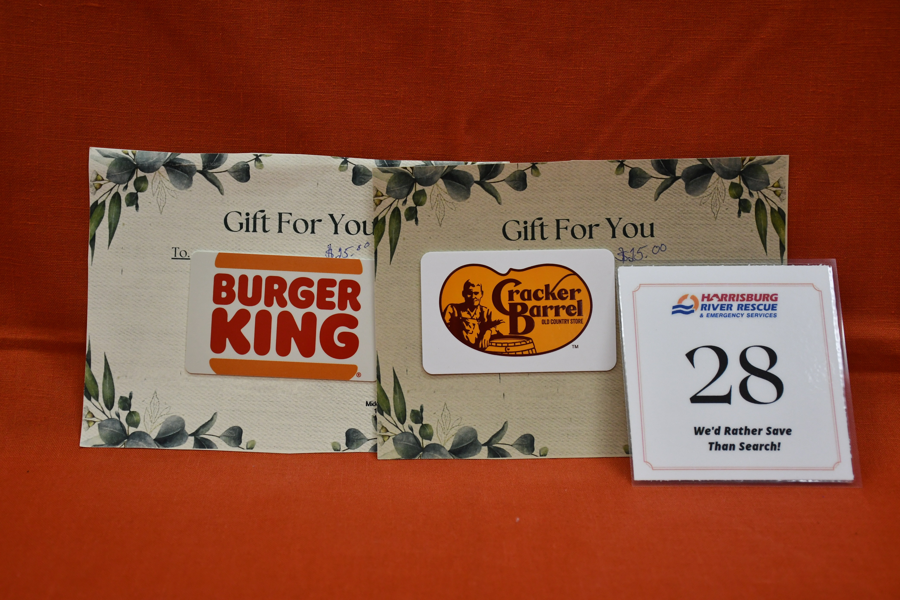 Gift For You
To.
$25.00
BURGER
KING
®
Gift For You
$25.00
Cracker
Barrel
OLD COUNTRY STORE
TM
HARRISBURG
RIVER RESCUE
& EMERGENCY SERVICES
28
We'd Rather Save
Than Search!